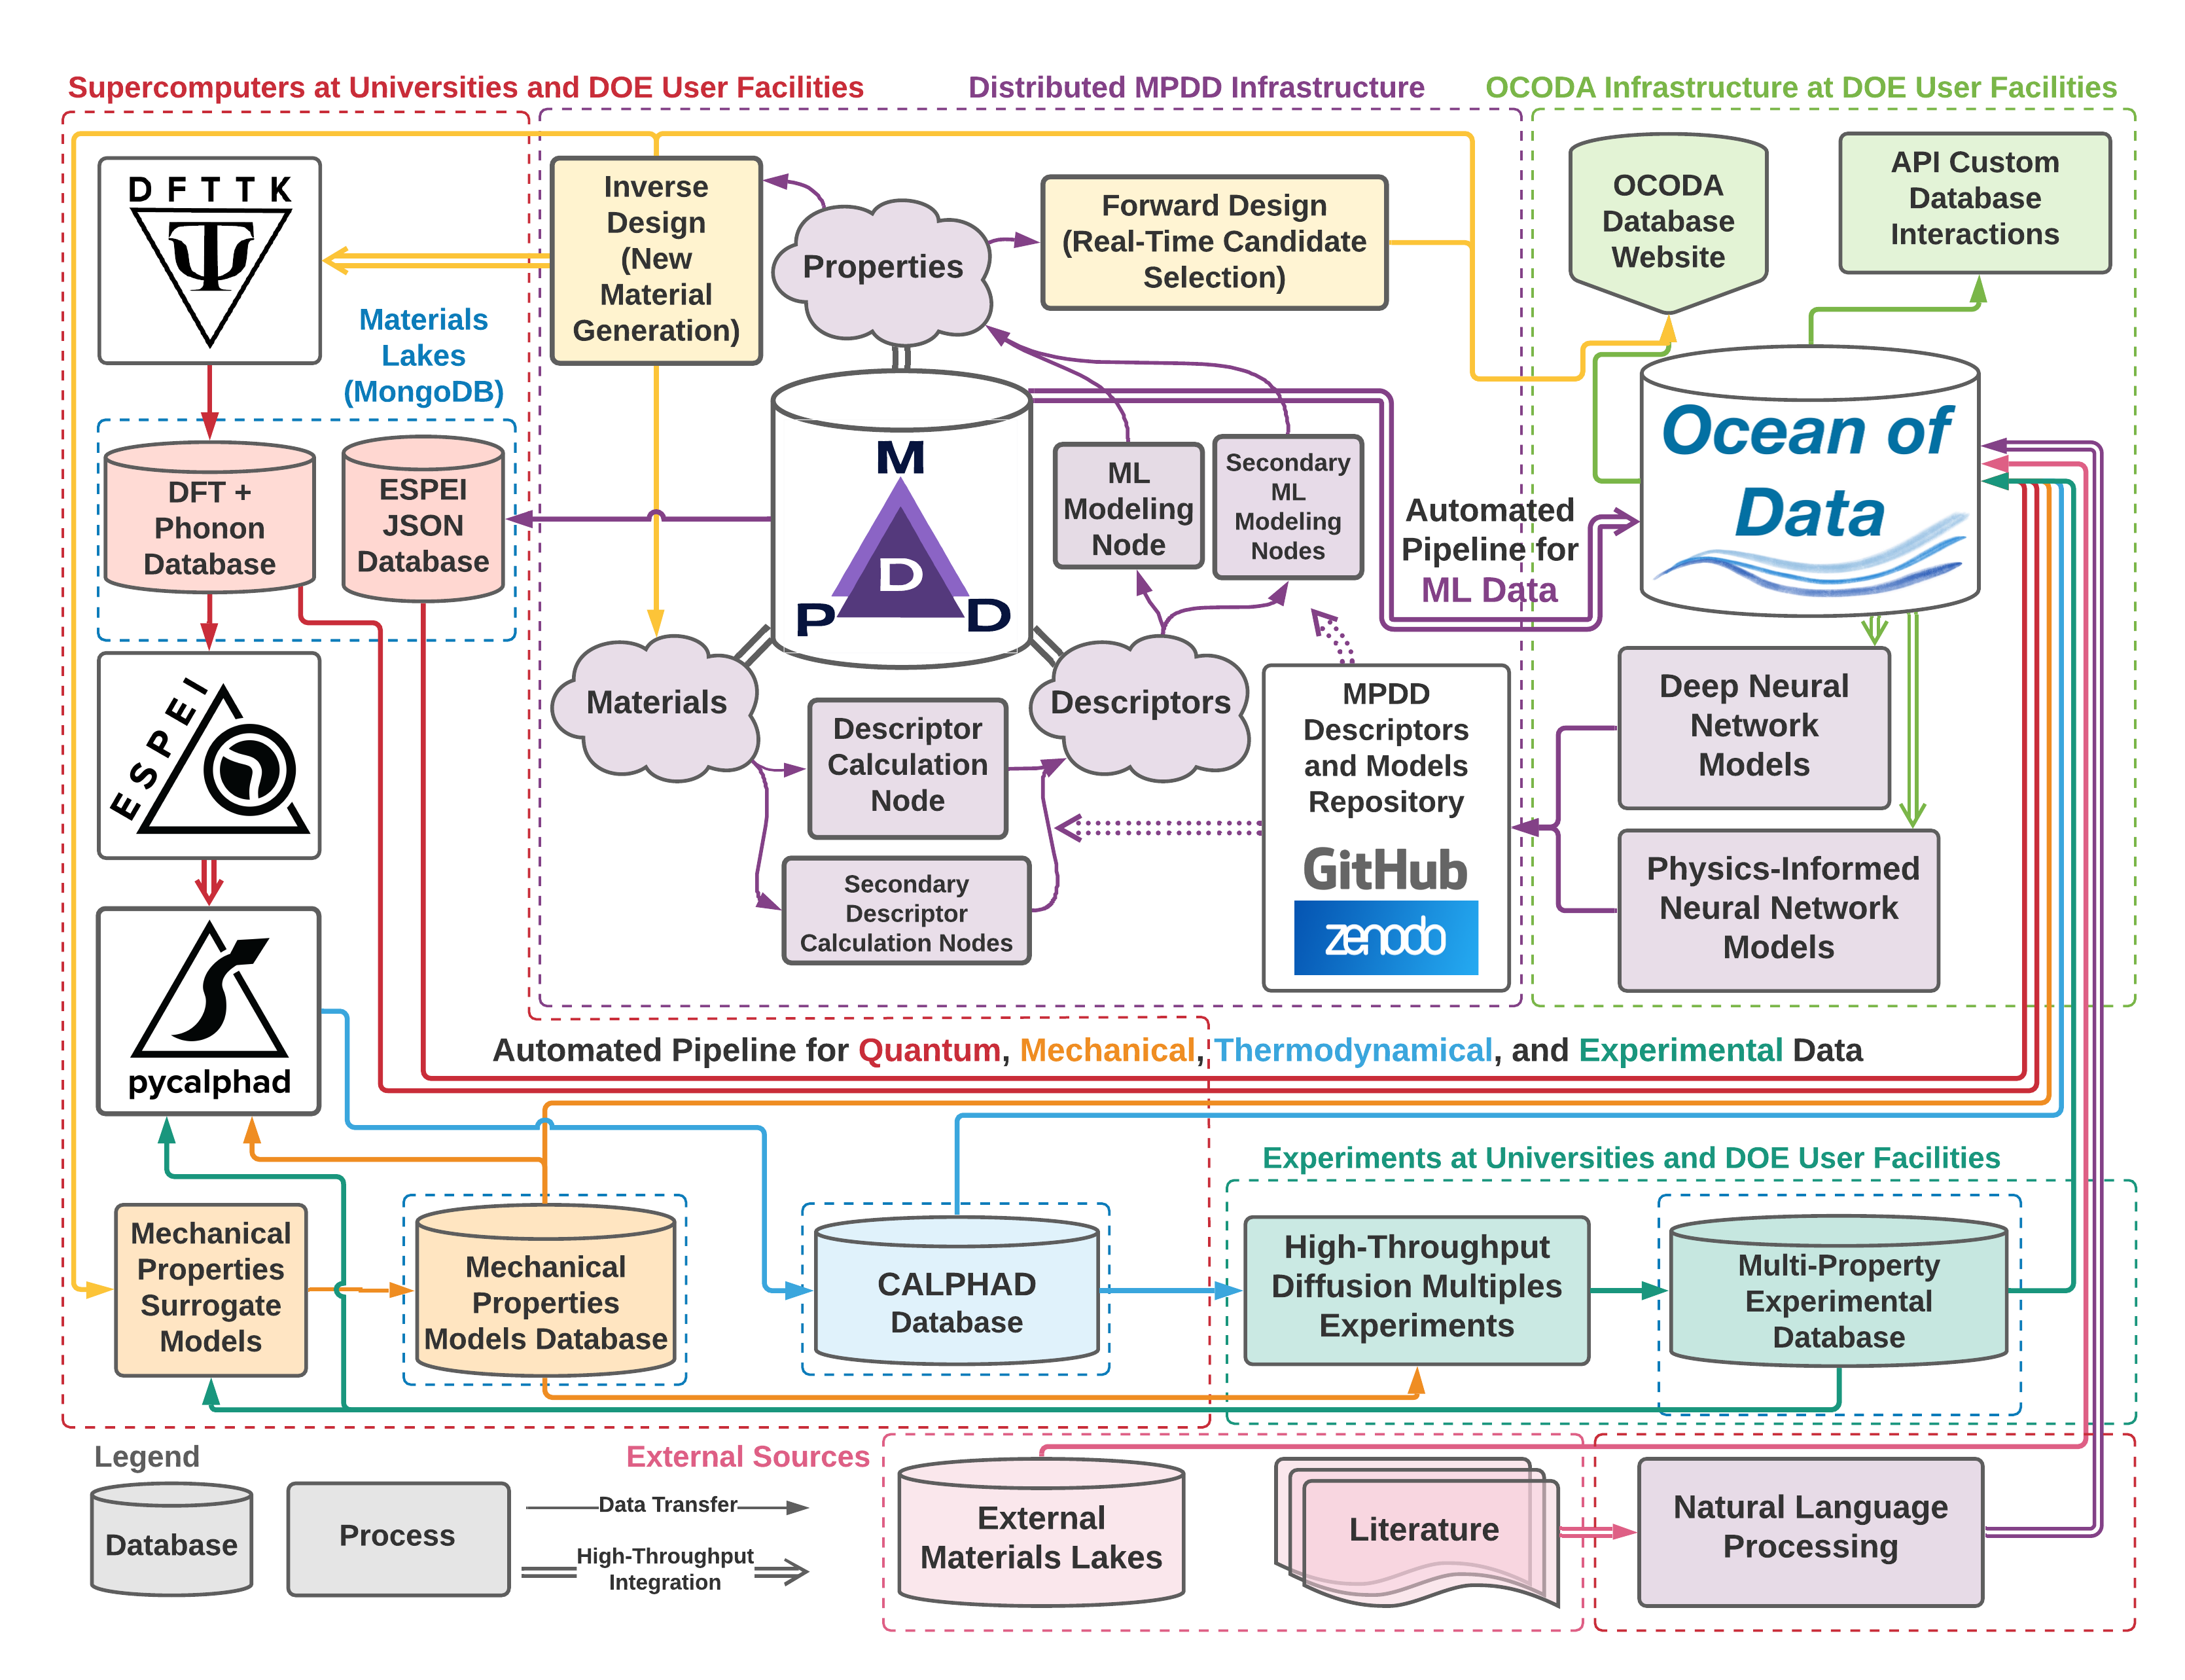 Supercomputers at Universities and DOE User Facilities
Distributed MPDD Infrastructure
OCODA Infrastructure at DOE User Facilities
DFTTK
Inverse
Design
(New
Material
Generation)
Properties
Forward Design
(Real-Time Candidate
Selection)
OCODA
Database
Website
API Custom
Database
Interactions
Materials
Lakes
(MongoDB)
DFT +
Phonon
Database
ESPEI
JSON
Database
M
P
D
D
ML
Modeling
Node
Secondary
ML
Modeling
Nodes
Automated
Pipeline for
ML Data
Ocean of
Data
ESPEI
Materials
Descriptor
Calculation
Node
Descriptors
Secondary
Descriptor
Calculation Nodes
MPDD
Descriptors
and Models
Repository
GitHub
zenodo
Deep Neural
Network
Models
Physics-Informed
Neural Network
Models
pycalphad
Automated Pipeline for Quantum, Mechanical, Thermodynamical, and Experimental Data
Experiments at Universities and DOE User Facilities
Mechanical
Properties
Surrogate
Models
Mechanical
Properties
Models Database
CALPHAD
Database
High-Throughput
Diffusion Multiples
Experiments
Multi-Property
Experimental
Database
Legend
Database
Process
Data Transfer
High-Throughput
Integration
External Sources
External
Materials Lakes
Literature
Natural Language
Processing